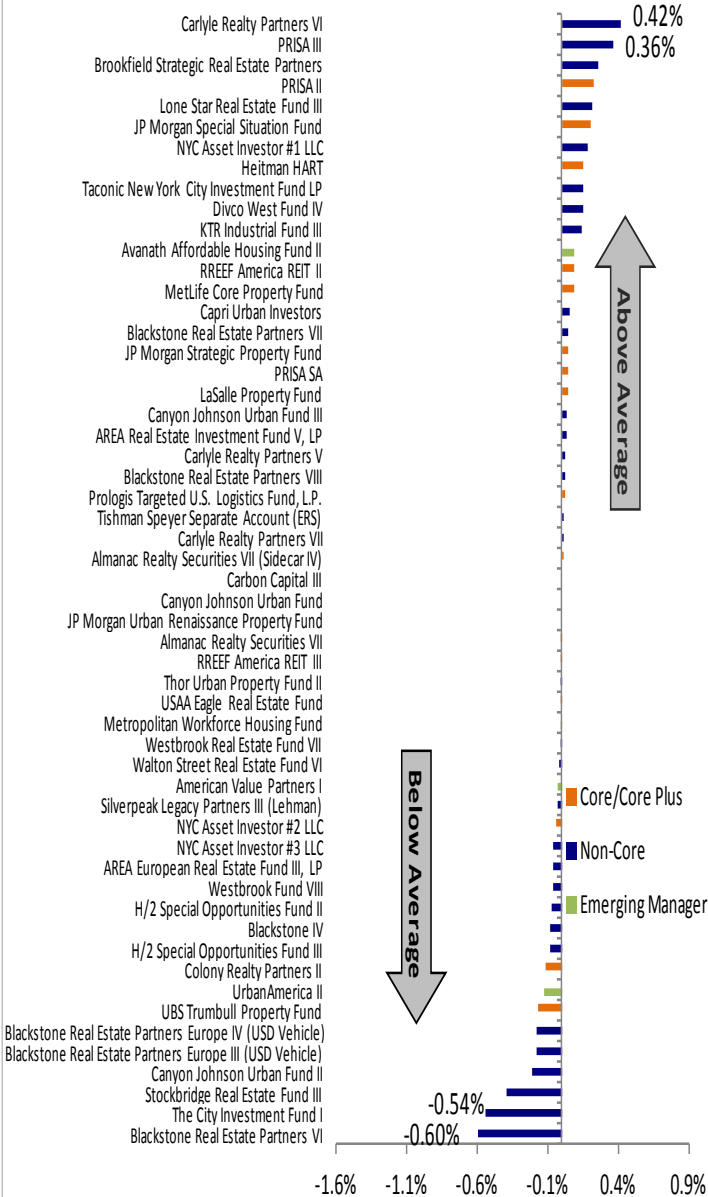 Carlyle Realty Partners VI
0.42%
PRISA III
0.36%
Brookfield Strategic Real Estate Partners
PRISA II
Lone Star Real Estate Fund III
JP Morgan Special Situation Fund
NYC Asset Investor #1 LLC
Heitman HART
Taconic New York City Investment Fund LP
Divco West Fund IV
KTR Industrial Fund III
Avanath Affordable Housing Fund II
RREEF America REIT II
MetLife Core Property Fund
Capri Urban Investors
Blackstone Real Estate Partners VII
JP Morgan Strategic Property Fund
PRISA SA
LaSalle Property Fund
Canyon Johnson Urban Fund III
AREA Real Estate Investment Fund V, LP
Carlyle Realty Partners V
Blackstone Real Estate Partners VIII
Prologis Targeted U.S. Logistics Fund, L.P.
Tishman Speyer Separate Account (ERS)
Carlyle Realty Partners VII
Almanac Realty Securities VII (Sidecar IV)
Carbon Capital III
Canyon Johnson Urban Fund
JP Morgan Urban Renaissance Property Fund
Almanac Realty Securities VII
RREEF America REIT III
Thor Urban Property Fund II
USAA Eagle Real Estate Fund
Metropolitan Workforce Housing Fund
Westbrook Real Estate Fund VII
Walton Street Real Estate Fund VI
American Value Partners I
Silverpeak Legacy Partners III (Lehman)
NYC Asset Investor #2 LLC
NYC Asset Investor #3 LLC
AREA European Real Estate Fund III, LP
Westbrook Fund VIII
H/2 Special Opportunities Fund II
Blackstone IV
H/2 Special Opportunities Fund III
Colony Realty Partners II
UrbanAmerica II
UBS Trumbull Property Fund
Blackstone Real Estate Partners Europe IV (USD Vehicle)
Blackstone Real Estate Partners Europe III (USD Vehicle)
Canyon Johnson Urban Fund II
Stockbridge Real Estate Fund III
-0.54%
The City Investment Fund I
Blackstone Real Estate Partners VI
-0.60%
Above Average
Below Average
Core/Core Plus
Non-Core
Emerging Manager
-1.6% -1.1% -0.6% -0.1% 0.4% 0.9%